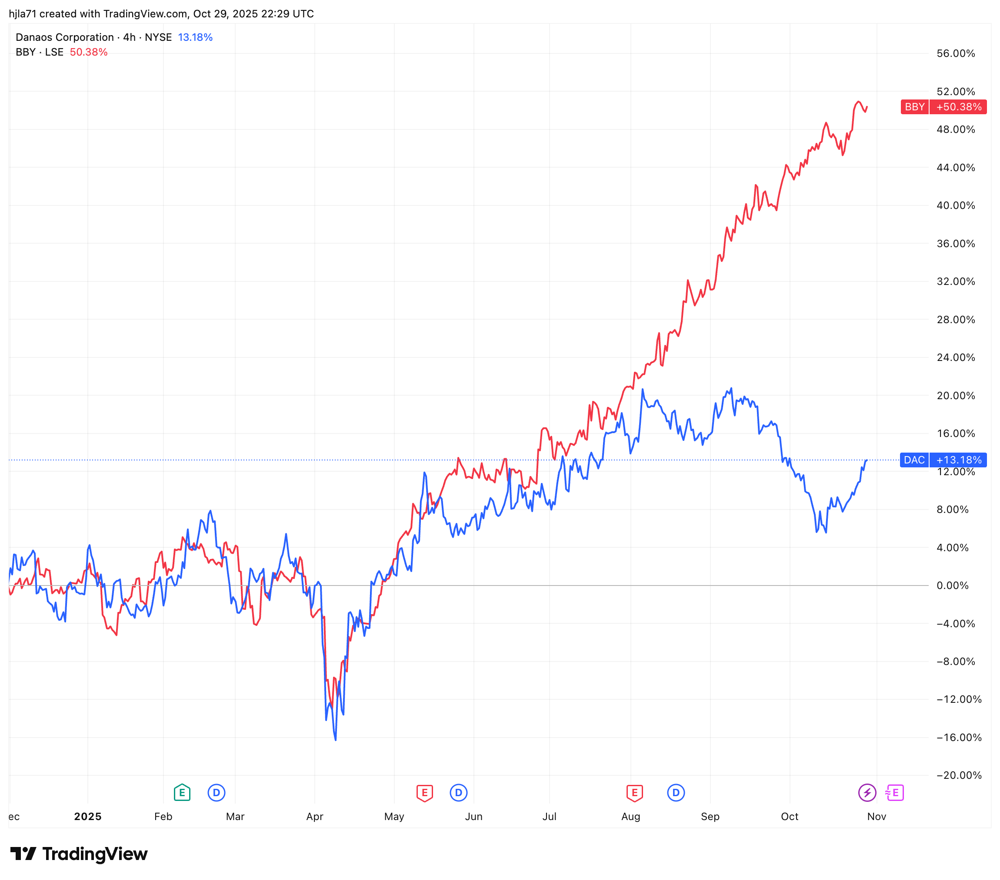 hjla71 created with TradingView.com, Oct 29, 2025 22:29 UTC
Danaos Corporation · 4h · NYSE 13.18%
BBY · LSE 50.38%
56.00%
52.00%
BBY +50.38%
48.00%
44.00%
40.00%
36.00%
32.00%
28.00%
24.00%
20.00%
16.00%
DAC +13.18%
12.00%
8.00%
4.00%
0.00%
−4.00%
−8.00%
−12.00%
−16.00%
−20.00%
E D E D E D E
ec 2025 Feb Mar Apr May Jun Jul Aug Sep Oct Nov
TradingView